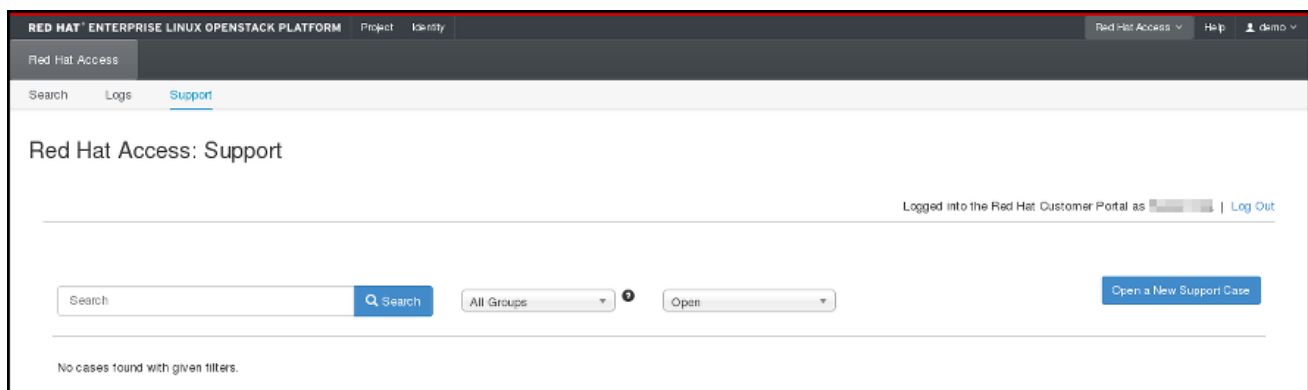 RED HAT® ENTERPRISE LINUX OPENSTACK PLATFORM Project Identity Red Hat Access Help demo
Red Hat Access
Search Logs Support
Red Hat Access: Support
Logged into the Red Hat Customer Portal as | Log Out
Search Search All Groups ? Open Open a New Support Case
No cases found with given filters.